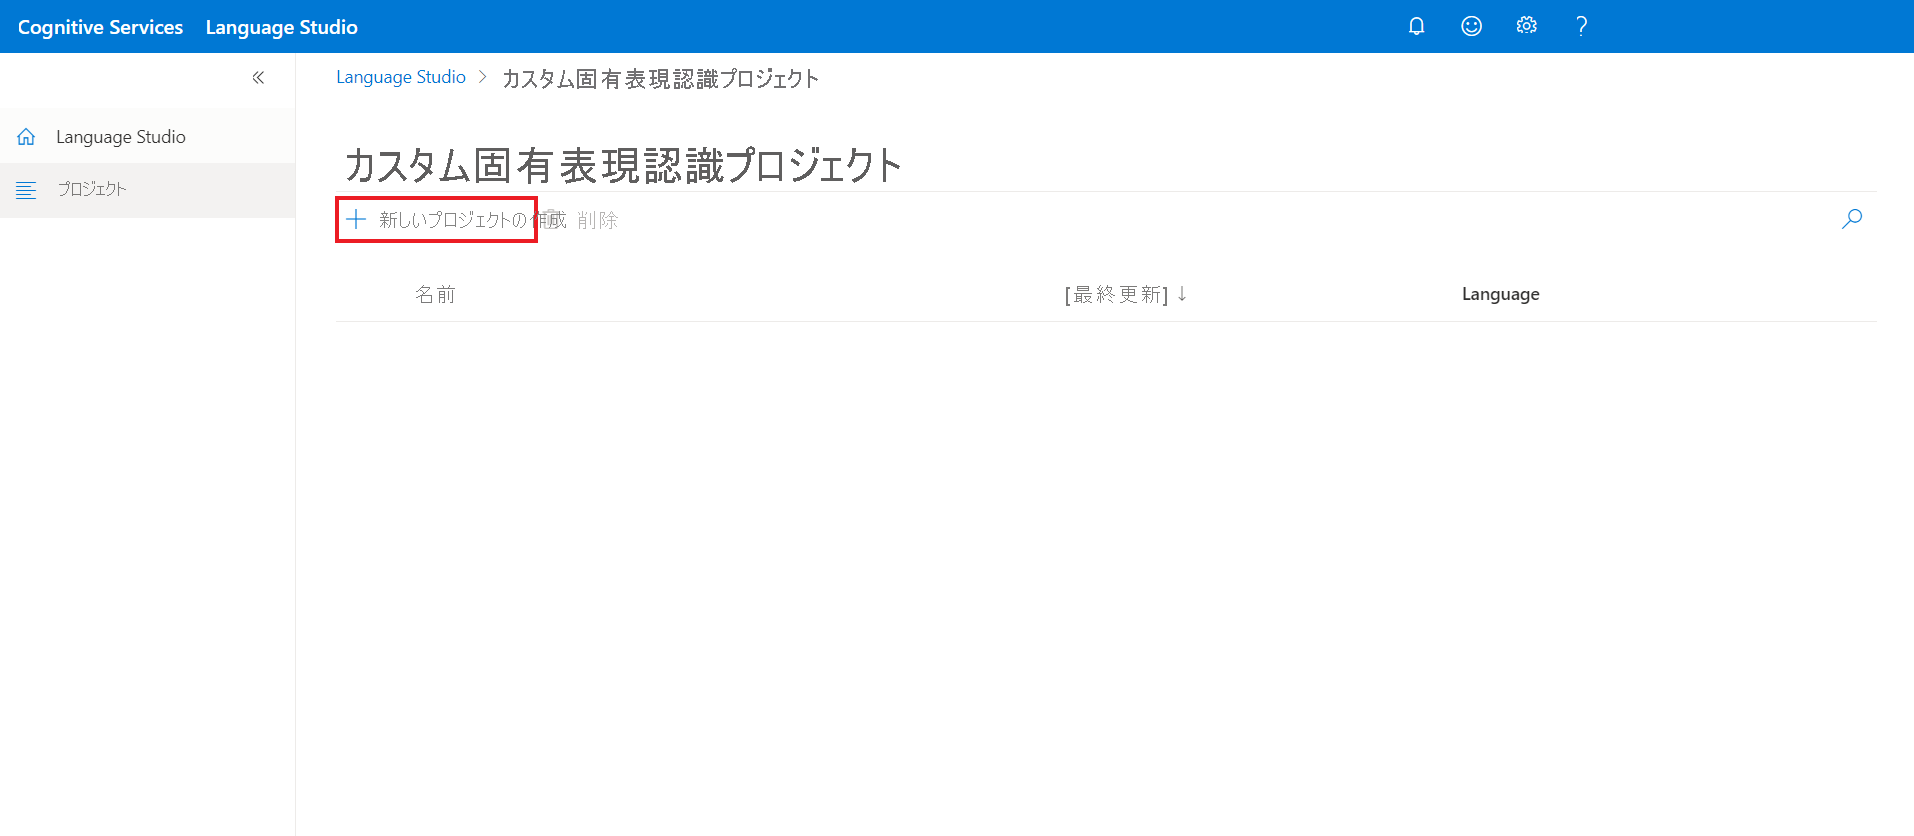 Cognitive Services Language Studio
Language Studio > カスタム固有表現認識プロジェクト
Language Studio
プロジェクト
カスタム固有表現認識プロジェクト
新しいプロジェクトの作成 削除
名前 [最終更新] ↓ Language